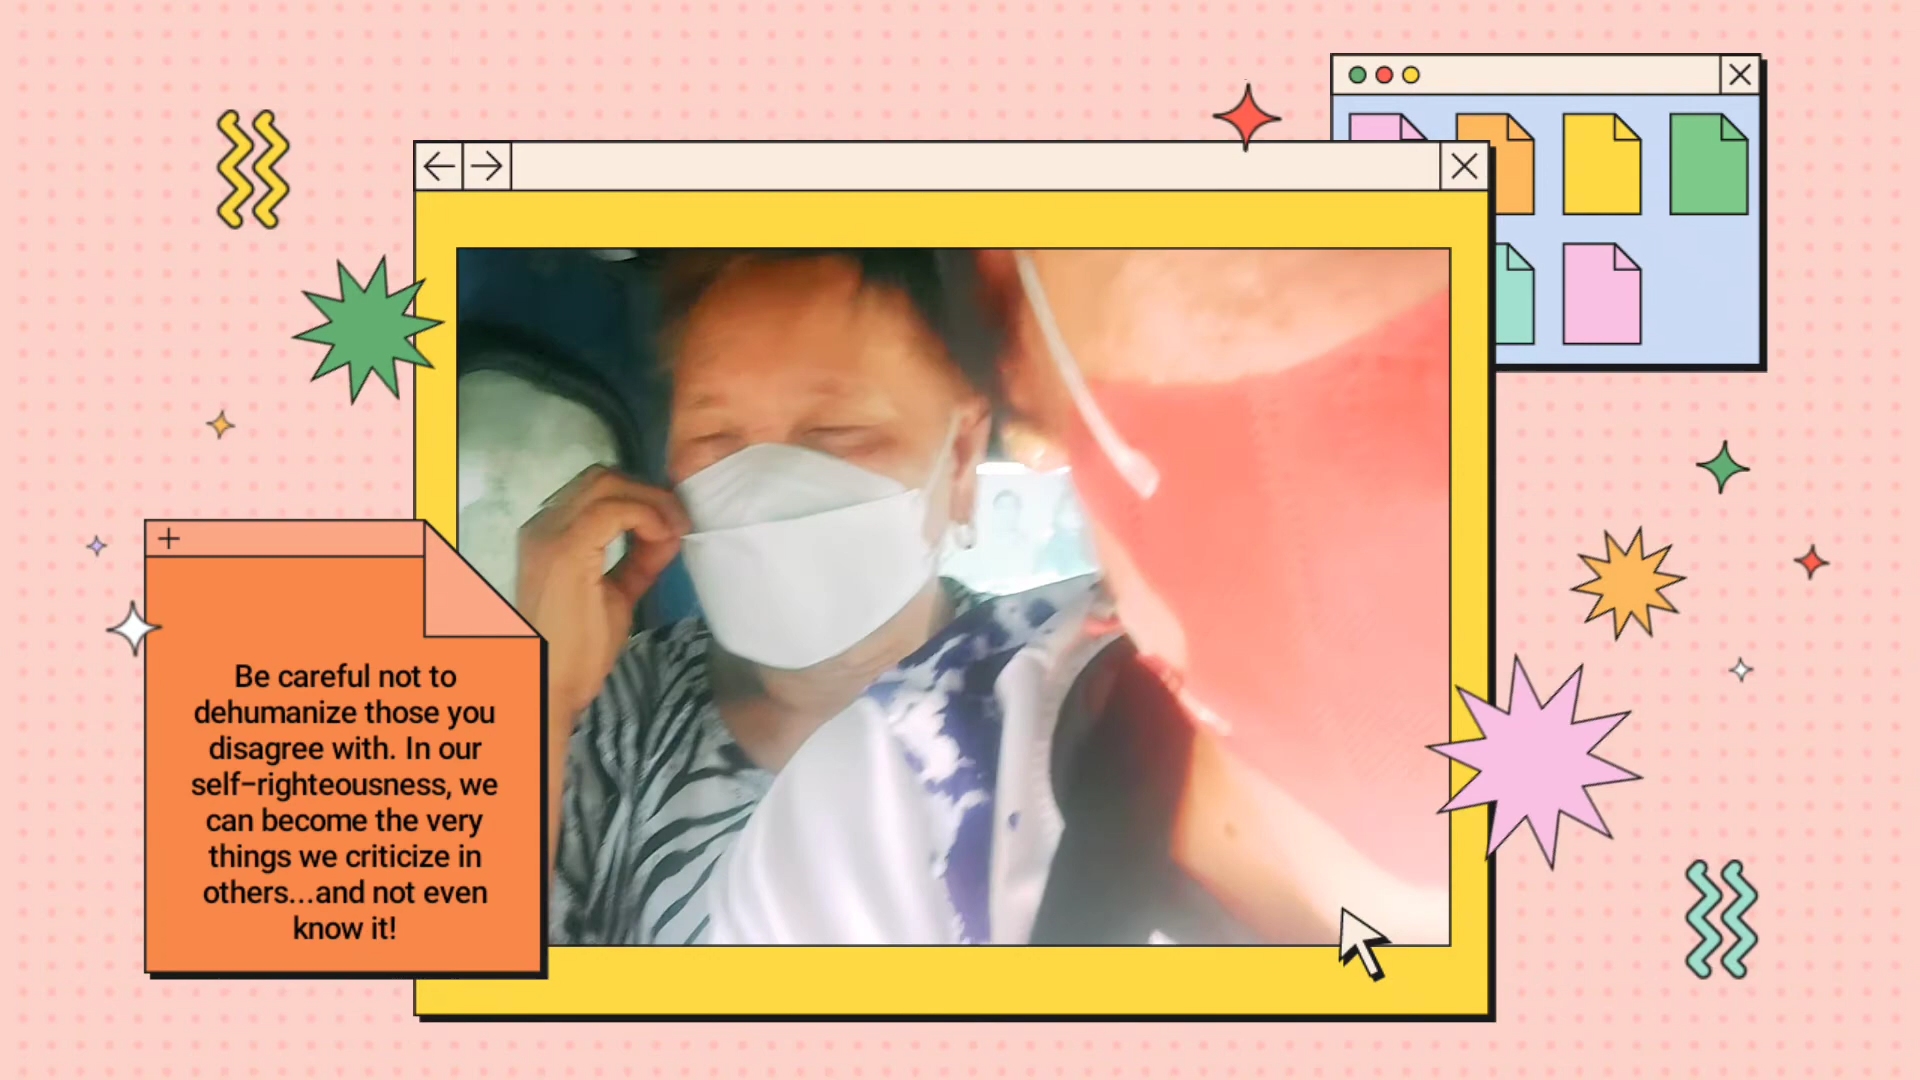 Be careful not to
dehumanize those you
disagree with. In our
self-righteousness, we
can become the very
things we criticize in
others...and not even
know it!